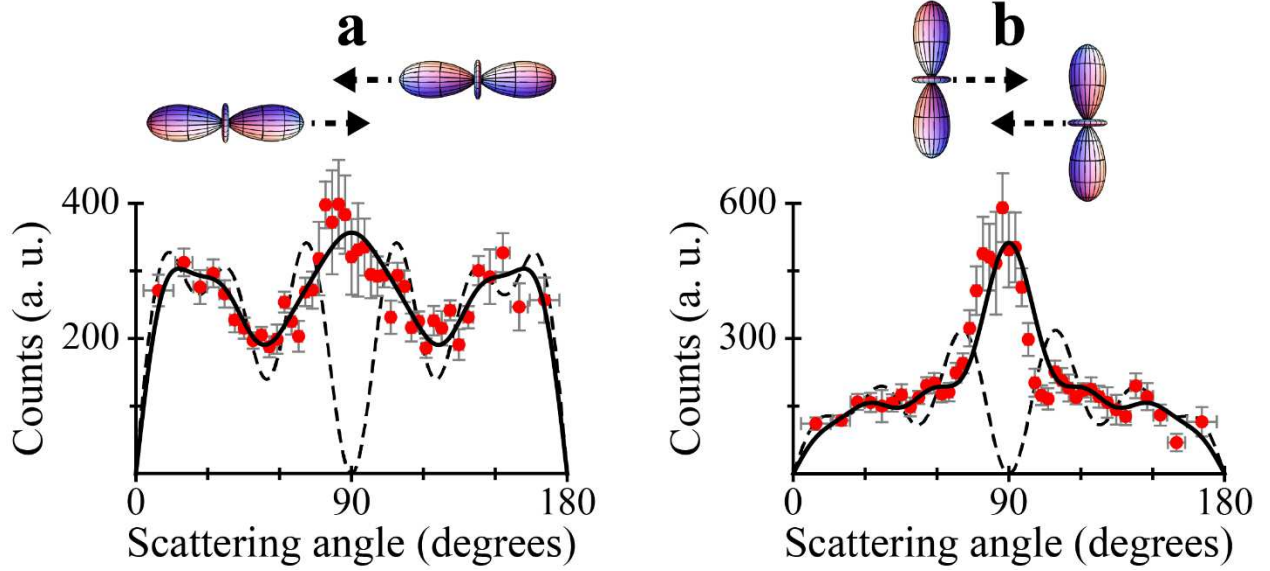 a
400
200
Counts (a. u.)
0
90
180
Scattering angle (degrees)
b
600
300
Counts (a. u.)
0
90
180
Scattering angle (degrees)